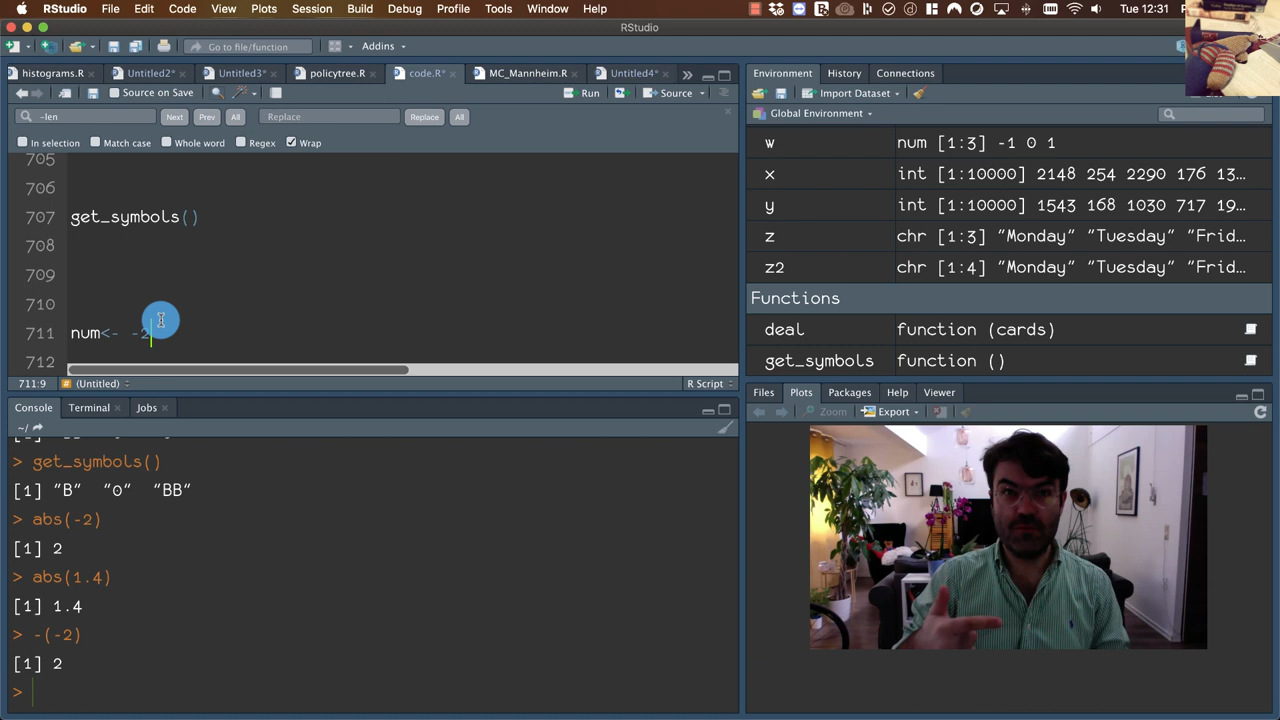 RStudio File Edit Code View Plots Session Build Debug Profile Tools Window Help Tue 12:31
RStudio
Go to file/function Addins
histograms.R Untitled2* Untitled3* policytree.R code.R* MC_Mannheim.R Untitled4*
Source on Save Run Source
-len Next Prev All Replace Replace All
In selection Match case Whole word Regex Wrap
705
706
707 get_symbols()
708
709
710
711 num<- -2
712
711:9 (Untitled) R Script
Console Terminal Jobs
~/
> get_symbols()
[1] "B" "0" "BB"
> abs(-2)
[1] 2
> abs(1.4)
[1] 1.4
> -(-2)
[1] 2
>
Environment History Connections
Import Dataset
Global Environment
w num [1:3] -1 0 1
x int [1:10000] 2148 254 2290 176 13…
y int [1:10000] 1543 168 1030 717 19…
z chr [1:3] "Monday" "Tuesday" "Frid…
z2 chr [1:4] "Monday" "Tuesday" "Frid…
Functions
deal function (cards)
get_symbols function ()
Files Plots Packages Help Viewer
Zoom Export